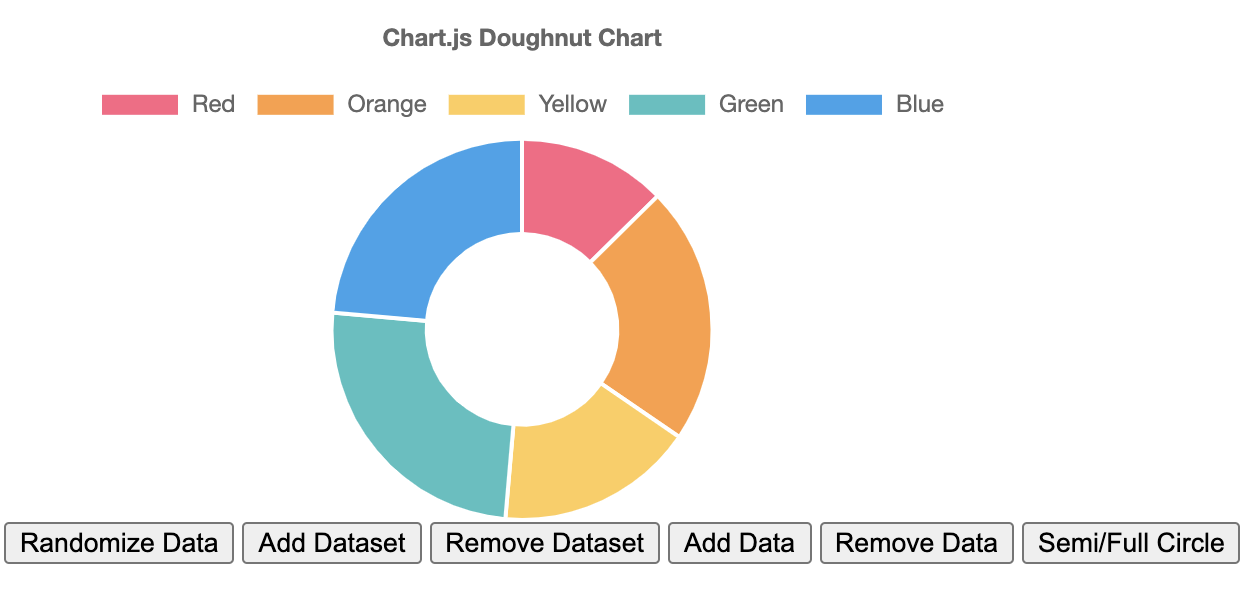 Chart.js Doughnut Chart
Red Orange Yellow Green Blue
Randomize Data Add Dataset Remove Dataset Add Data Remove Data Semi/Full Circle